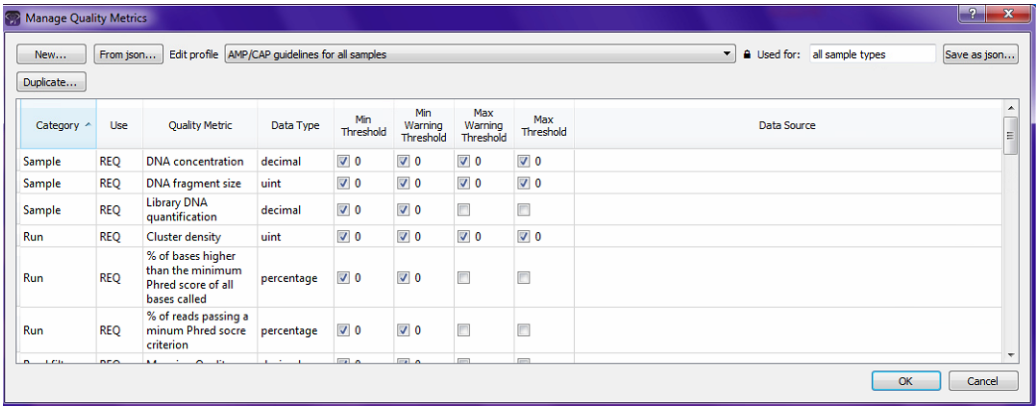 Manage Quality Metrics
New... From json... Edit profile AMP/CAP guidelines for all samples Used for: all sample types Save as json...
Duplicate...
Category Use Quality Metric Data Type Min Threshold Min Warning Threshold Max Warning Threshold Max Threshold Data Source
Sample REQ DNA concentration decimal 0 0 0 0
Sample REQ DNA fragment size uint 0 0 0 0
Sample REQ Library DNA quantification decimal 0 0
Run REQ Cluster density uint 0 0 0 0
Run REQ % of bases higher than the minimum Phred score of all bases called percentage 0 0
Run REQ % of reads passing a minum Phred socre criterion percentage 0 0
OK Cancel